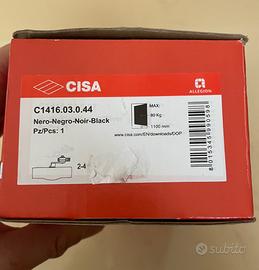 CISA
ALLEGION
C1416.03.0.44
Nero-Negro-Noir-Black
Pz/Pcs: 1
MAX:
80 Kg
1100 mm
www.cisa.com/EN/downloads/DOP
2-4
subito